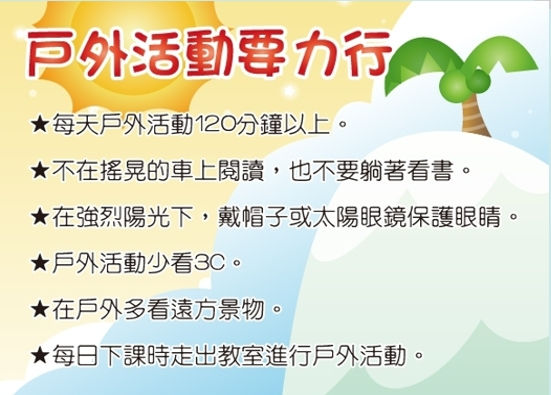 戶外活動要力行
★每天戶外活動120分鐘以上。
★不在搖晃的車上閱讀，也不要躺著看書。
★在強烈陽光下，戴帽子或太陽眼鏡保護眼睛。
★戶外活動少看3C。
★在戶外多看遠方景物。
★每日下課時走出教室進行戶外活動。